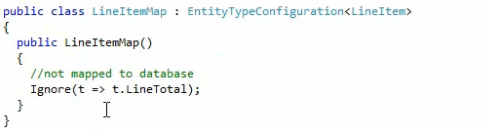 public class LineItemMap : EntityTypeConfiguration<LineItem>
{
  public LineItemMap()
  {
    //not mapped to database
    Ignore(t => t.LineTotal);
  }
}